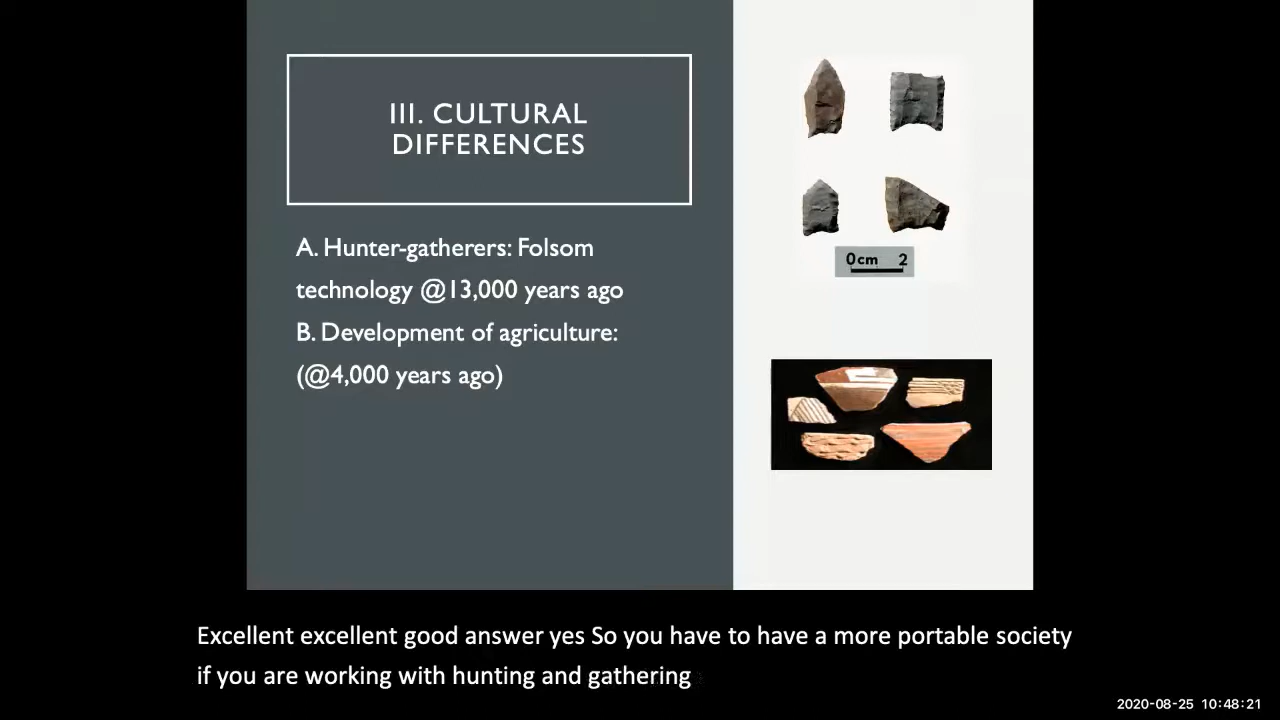 III. CULTURAL
DIFFERENCES
A. Hunter-gatherers: Folsom
technology @13,000 years ago
B. Development of agriculture:
(@4,000 years ago)
0cm 2
Excellent excellent good answer yes So you have to have a more portable society
if you are working with hunting and gathering
2020-08-25 10:48:21